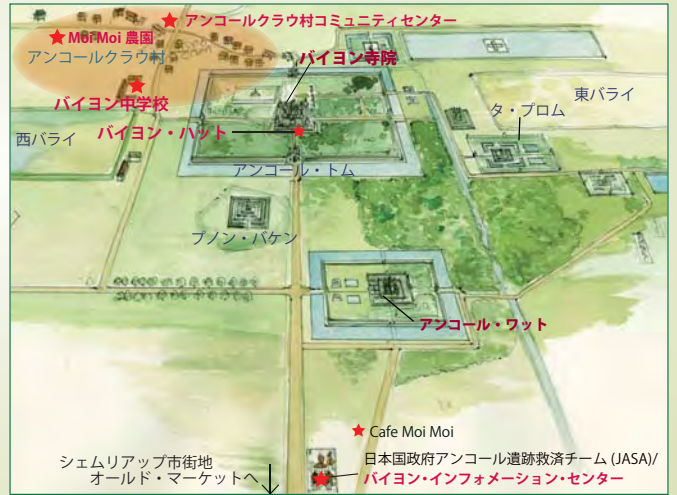 アンコールクラウ村コミュニティセンター
Moi Moi 農園
アンコールクラウ村
バイヨン寺院
バイヨン中学校
東バライ
タ・プロム
バイヨン・ハット
西バライ
アンコール・トム
プノン・バケン
アンコール・ワット
Cafe Moi Moi
シェムリアップ市街地
オールド・マーケットへ
日本国政府アンコール遺跡救済チーム (JASA)/
バイヨン・インフォメーション・センター